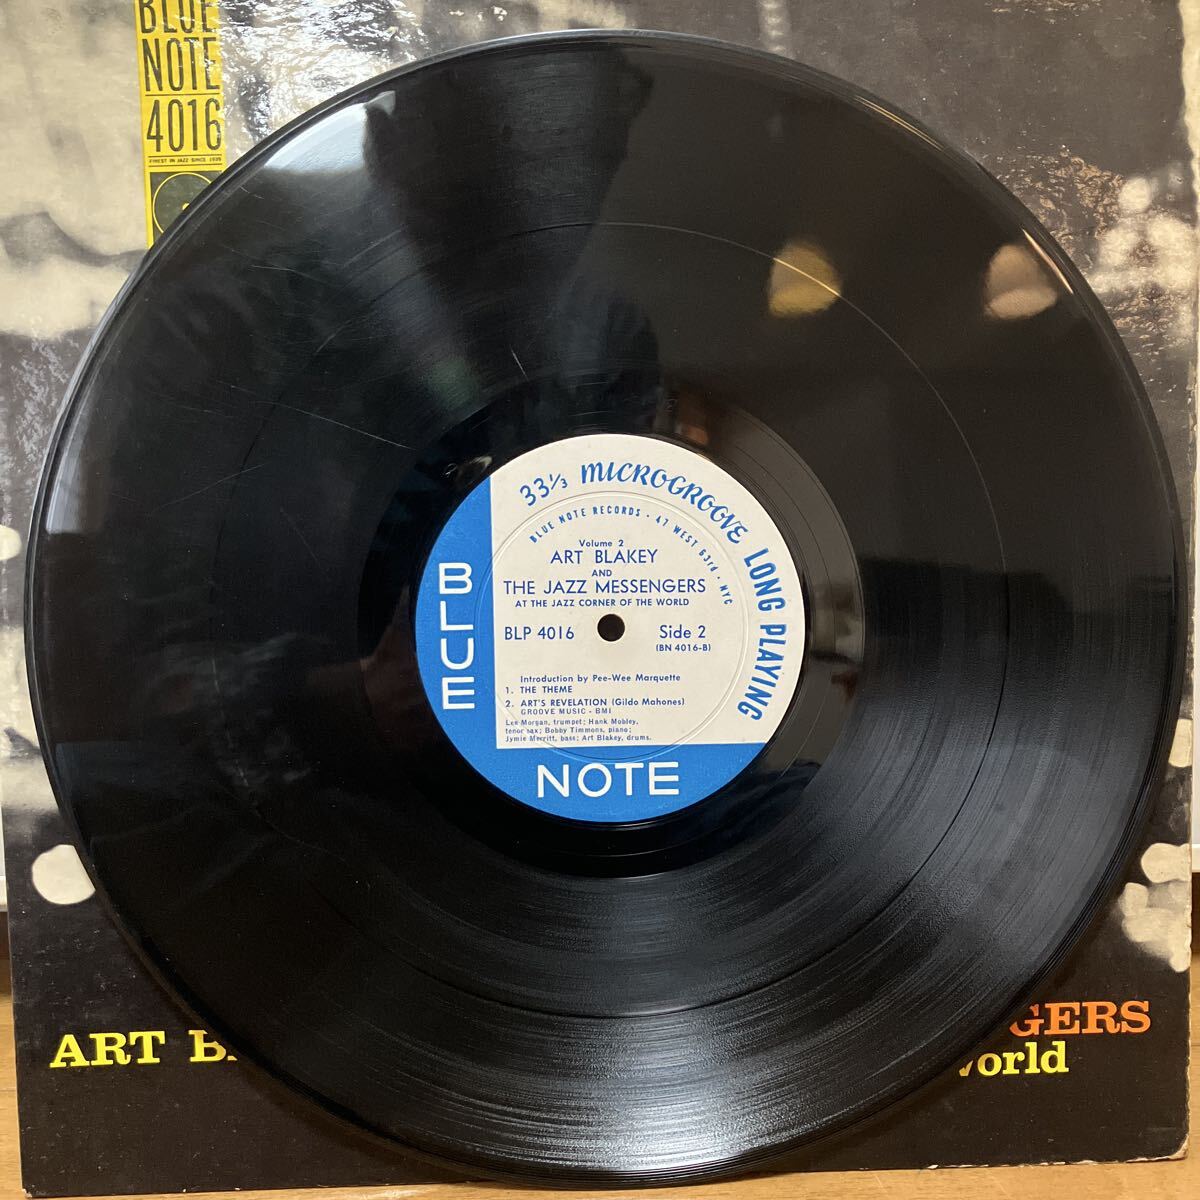 BLUE
NOTE
4016
FINEST IN JAZZ SINCE 1939
33⅓ MICROGROOVE LONG PLAYING
BLUE NOTE RECORDS · 47 WEST 63rd · NYC
Volume 2
ART BLAKEY
AND
THE JAZZ MESSENGERS
AT THE JAZZ CORNER OF THE WORLD
BLP 4016 Side 2
(BN 4016-B)
Introduction by Pee-Wee Marquette
1. THE THEME
2. ART'S REVELATION (Gildo Mahones)
GROOVE MUSIC - BMI
Lee Morgan, trumpet; Hank Mobley,
tenor sax; Bobby Timmons, piano;
Jymie Merritt, bass; Art Blakey, drums.
BLUE
NOTE
ART B GERS
world